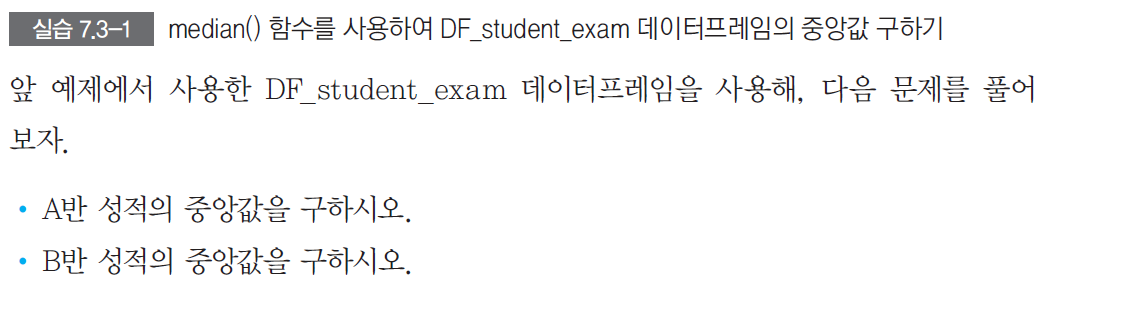 실습 7.3-1 median() 함수를 사용하여 DF_student_exam 데이터프레임의 중앙값 구하기
앞 예제에서 사용한 DF_student_exam 데이터프레임을 사용해, 다음 문제를 풀어
보자.
• A반 성적의 중앙값을 구하시오.
• B반 성적의 중앙값을 구하시오.